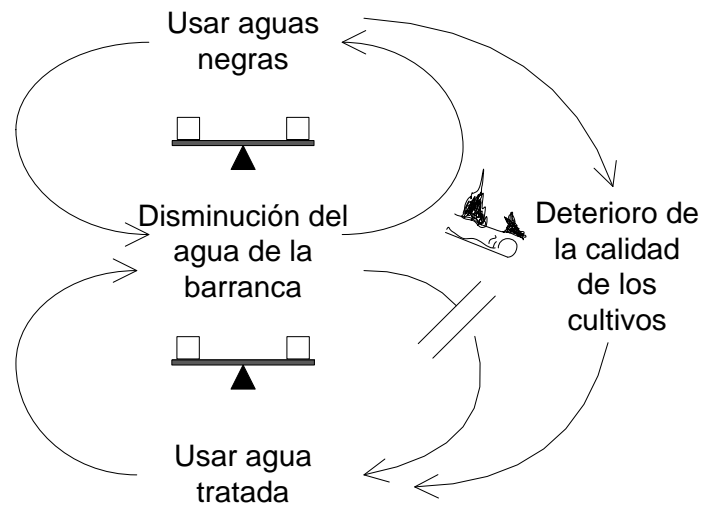 Usar aguas
negras
Disminución del
agua de la
barranca
Deterioro de
la calidad
de los
cultivos
Usar agua
tratada